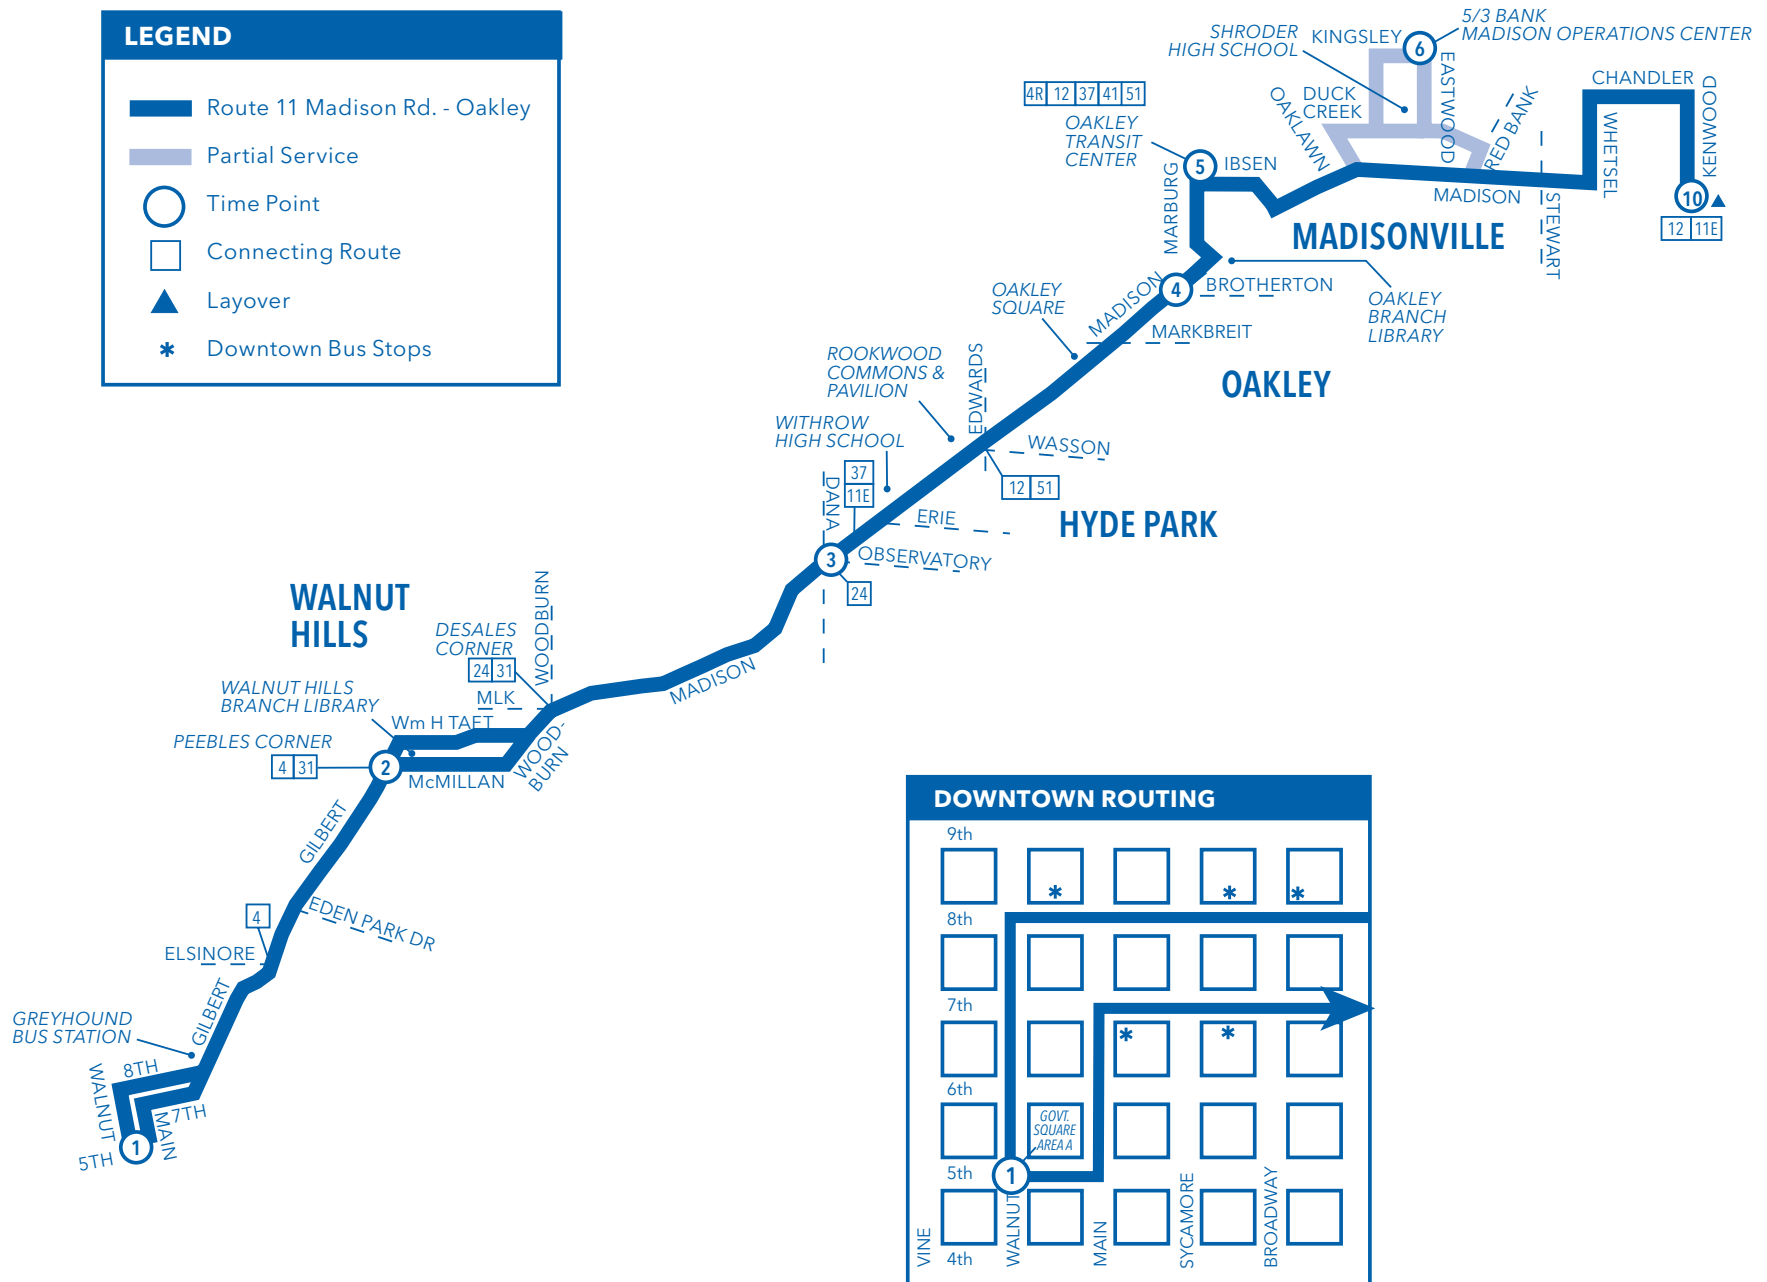 LEGEND
Route 11 Madison Rd. - Oakley
Partial Service
Time Point
Connecting Route
Layover
* Downtown Bus Stops
5/3 BANK
MADISON OPERATIONS CENTER
SHRODER
HIGH SCHOOL
KINGSLEY
6
EASTWOOD
DUCK
CREEK
OAKLAWN
RED BANK
CHANDLER
KENWOOD
WHETSEL
STEWART
MADISON
10
12 11E
4R 12 37 41 51
OAKLEY
TRANSIT
CENTER
5
IBSEN
MARBURG
MADISONVILLE
4
BROTHERTON
OAKLEY
BRANCH
LIBRARY
MADISON
MARKBREIT
OAKLEY
SQUARE
OAKLEY
ROOKWOOD
COMMONS &
PAVILION
EDWARDS
WASSON
12 51
WITHROW
HIGH SCHOOL
37
11E
DANA
ERIE
HYDE PARK
3
OBSERVATORY
24
WALNUT
HILLS
DESALES
CORNER
24 31
WOODBURN
MLK
MADISON
WALNUT HILLS
BRANCH LIBRARY
Wm H TAFT
PEEBLES CORNER
4 31
2
McMILLAN
WOOD-
BURN
GILBERT
4
EDEN PARK DR
ELSINORE
GILBERT
GREYHOUND
BUS STATION
8TH
WALNUT
7TH
MAIN
1
5TH
DOWNTOWN ROUTING
9th
*
*
*
8th
7th
*
*
6th
GOVT.
SQUARE
AREA A
5th
1
VINE
WALNUT
MAIN
SYCAMORE
BROADWAY
4th